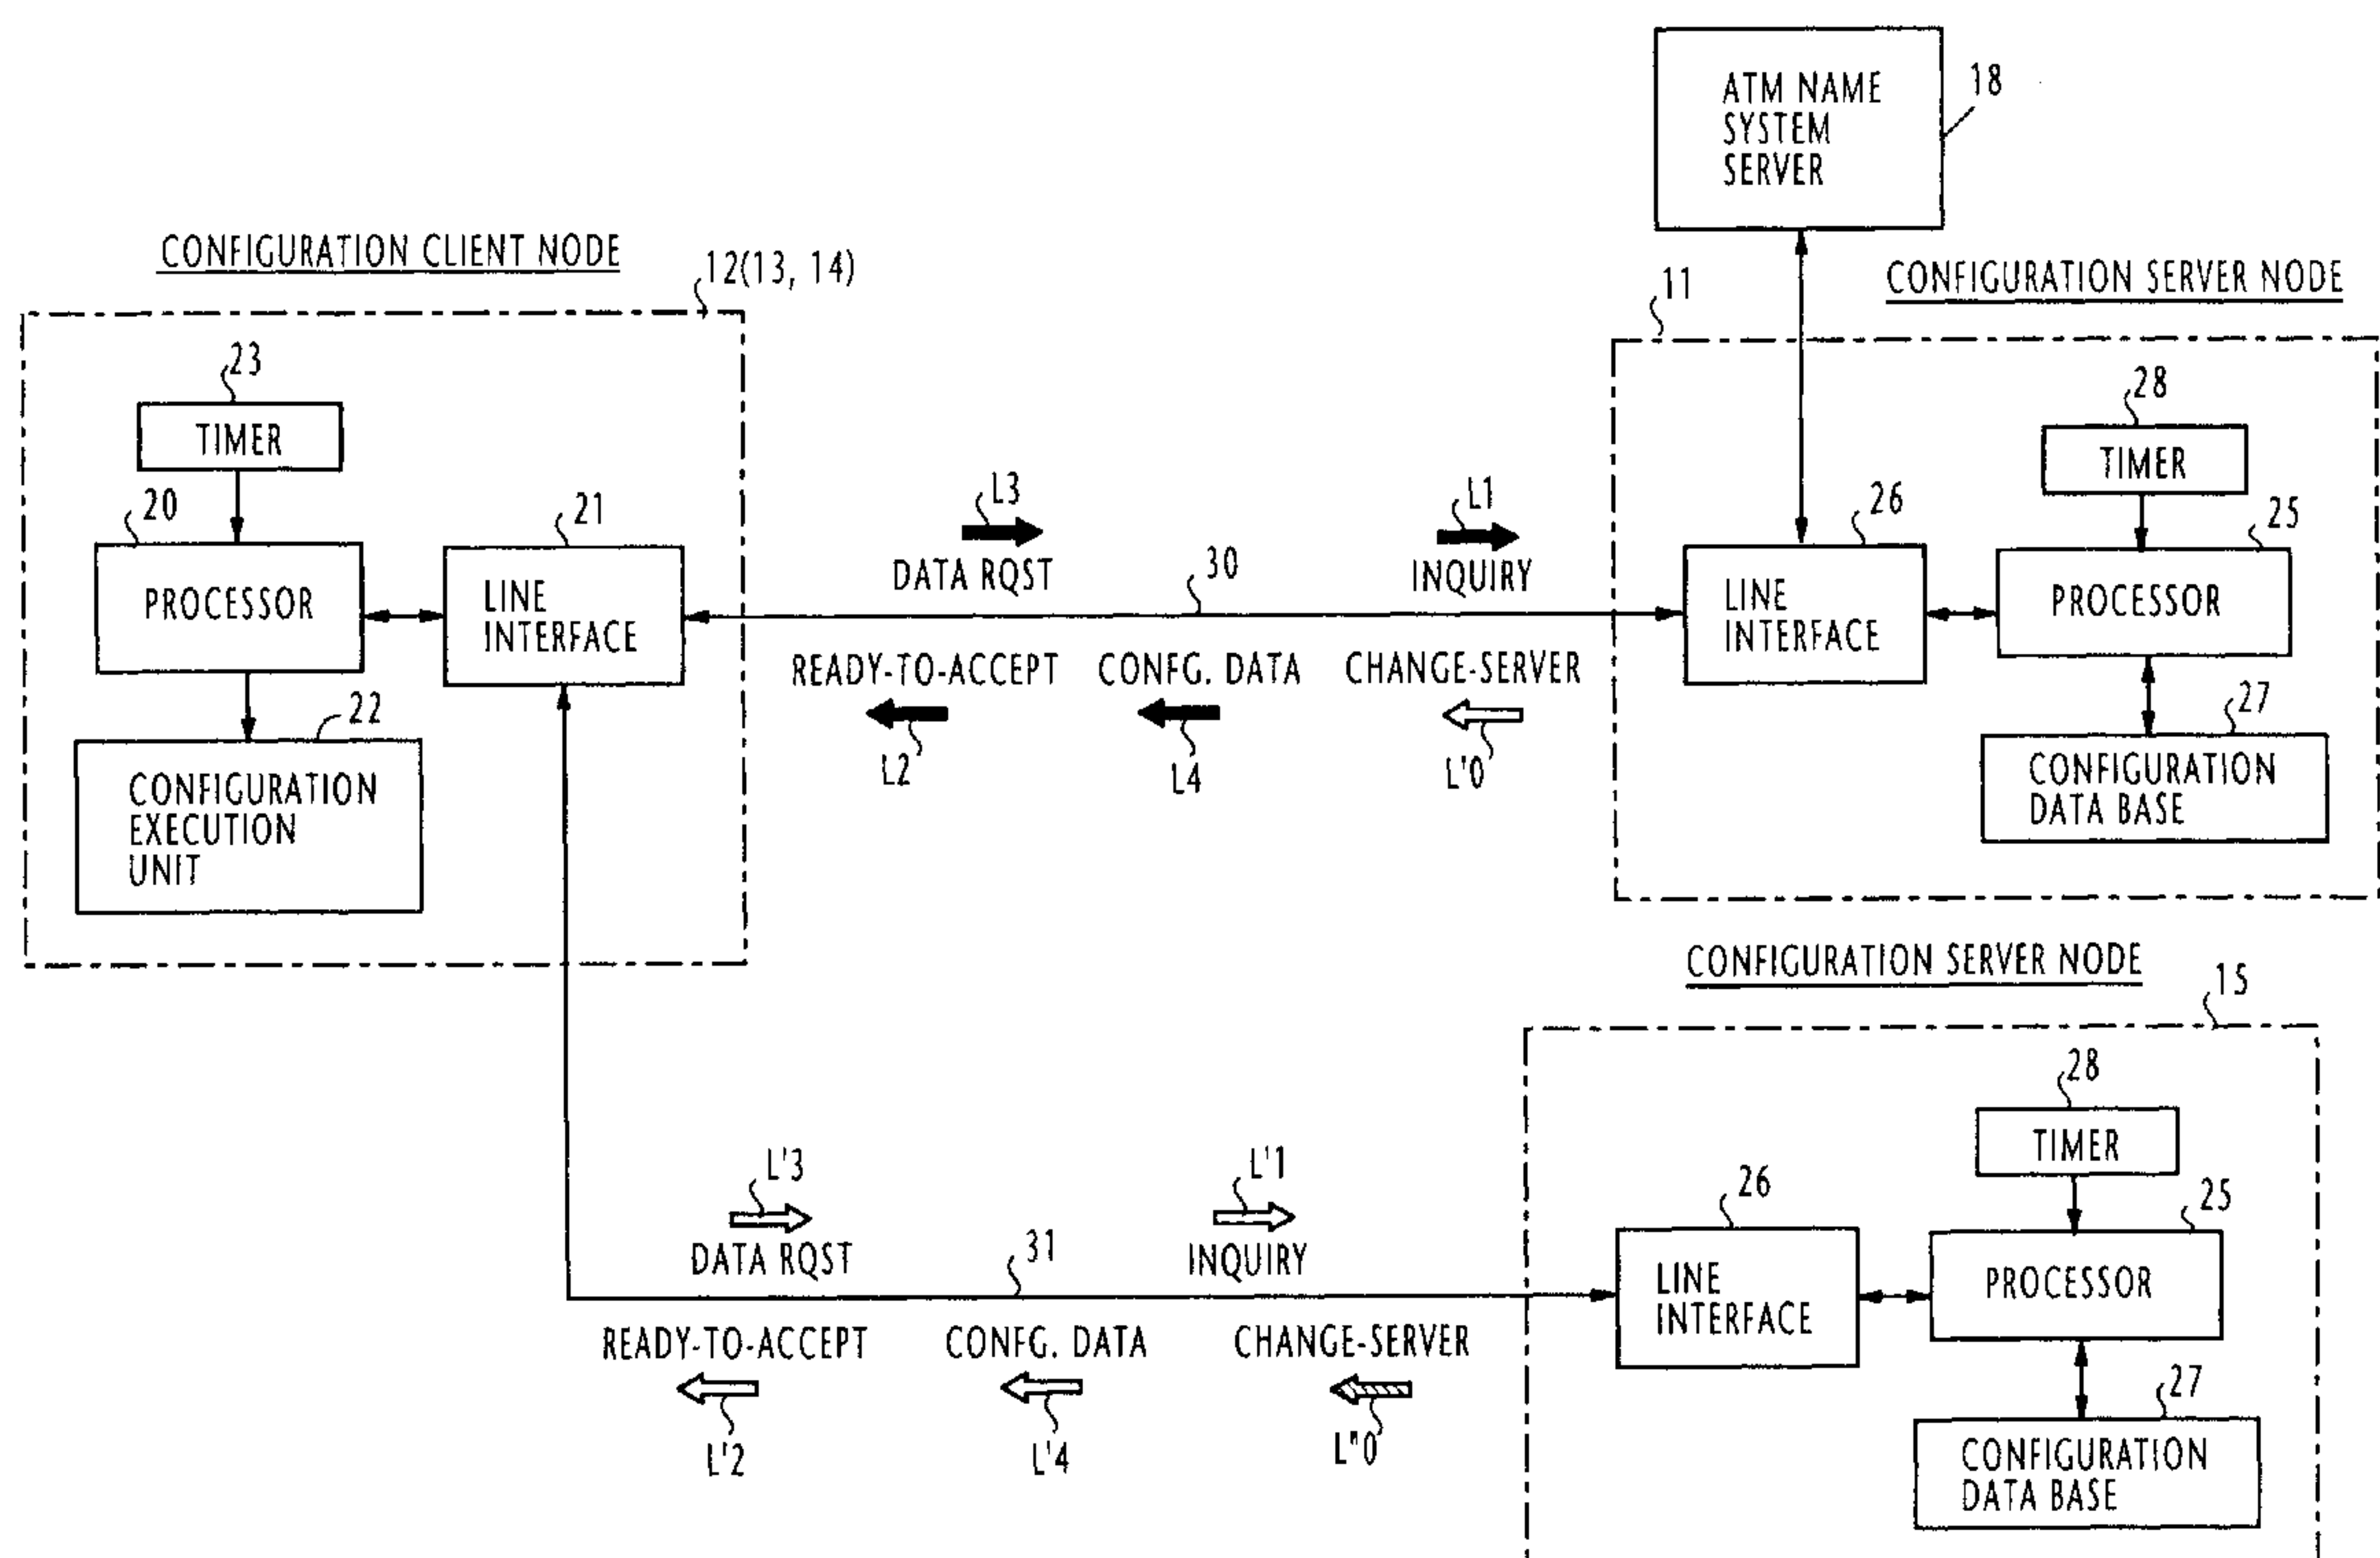 ATM NAME
SYSTEM
SERVER
18
CONFIGURATION CLIENT NODE
12(13, 14)
CONFIGURATION SERVER NODE
11
23
TIMER
28
TIMER
20
PROCESSOR
21
LINE
INTERFACE
L3
DATA RQST
30
L1
INQUIRY
26
LINE
INTERFACE
25
PROCESSOR
READY-TO-ACCEPT
CONFG. DATA
CHANGE-SERVER
L2
L4
L'0
22
CONFIGURATION
EXECUTION
UNIT
27
CONFIGURATION
DATA BASE
CONFIGURATION SERVER NODE
15
28
TIMER
L'3
DATA RQST
31
L'1
INQUIRY
26
LINE
INTERFACE
25
PROCESSOR
READY-TO-ACCEPT
CONFG. DATA
CHANGE-SERVER
L'2
L'4
L"0
27
CONFIGURATION
DATA BASE